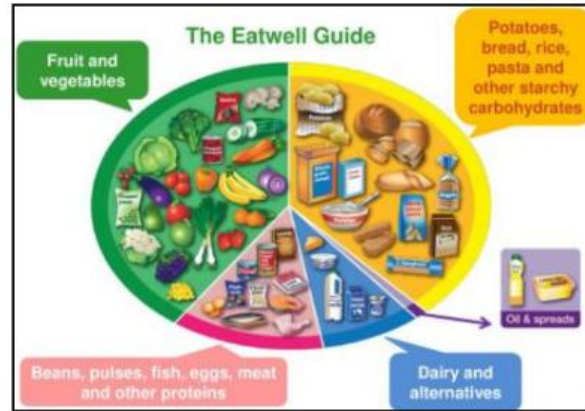 The Eatwell Guide
Fruit and
vegetables
Potatoes,
bread, rice,
pasta and
other starchy
carbohydrates
Oil & spreads
Beans, pulses, fish, eggs, meat
and other proteins
Dairy and
alternatives